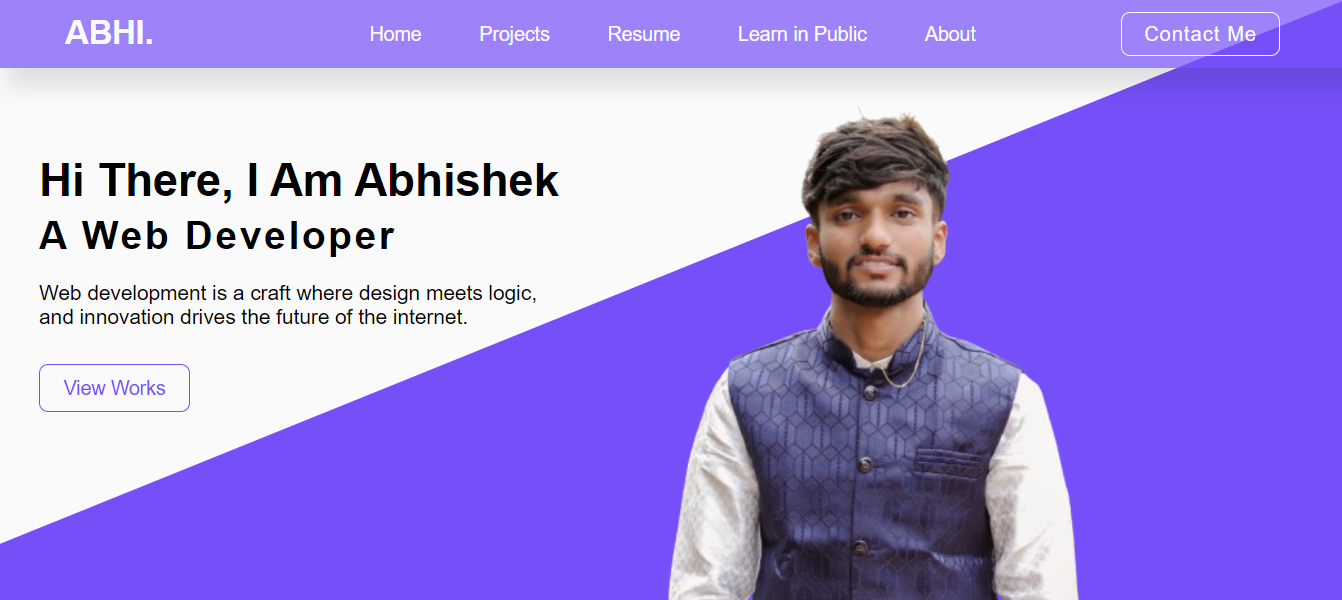 ABHI.
Home
Projects
Resume
Learn in Public
About
Contact Me
Hi There, I Am Abhishek
A Web Developer
Web development is a craft where design meets logic,
and innovation drives the future of the internet.
View Works